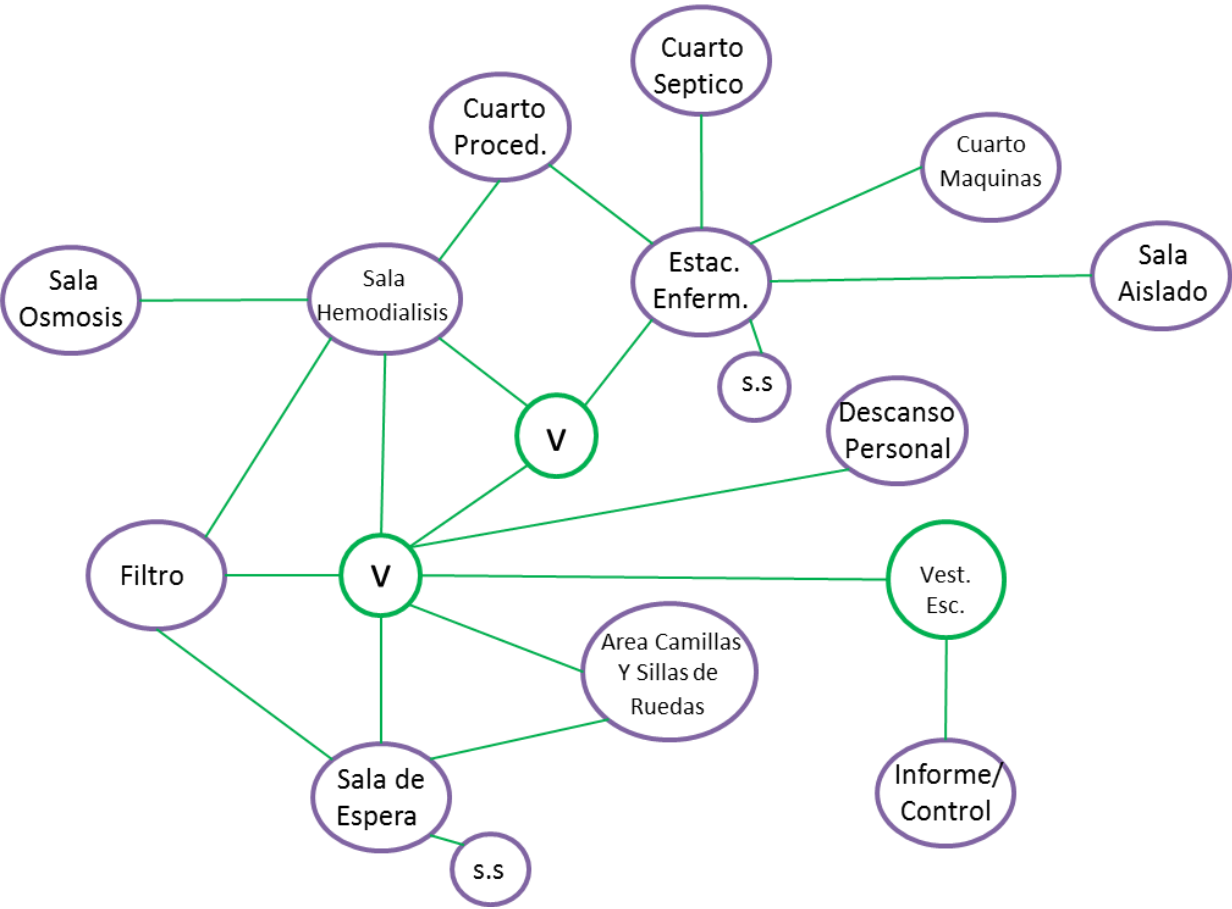 Cuarto
Septico
Cuarto
Proced.
Cuarto
Maquinas
Sala
Osmosis
Sala
Hemodialisis
Estac.
Enferm.
Sala
Aislado
s.s
Descanso
Personal
V
Filtro
V
Vest.
Esc.
Area Camillas
Y Sillas de
Ruedas
Sala de
Espera
Informe/
Control
s.s